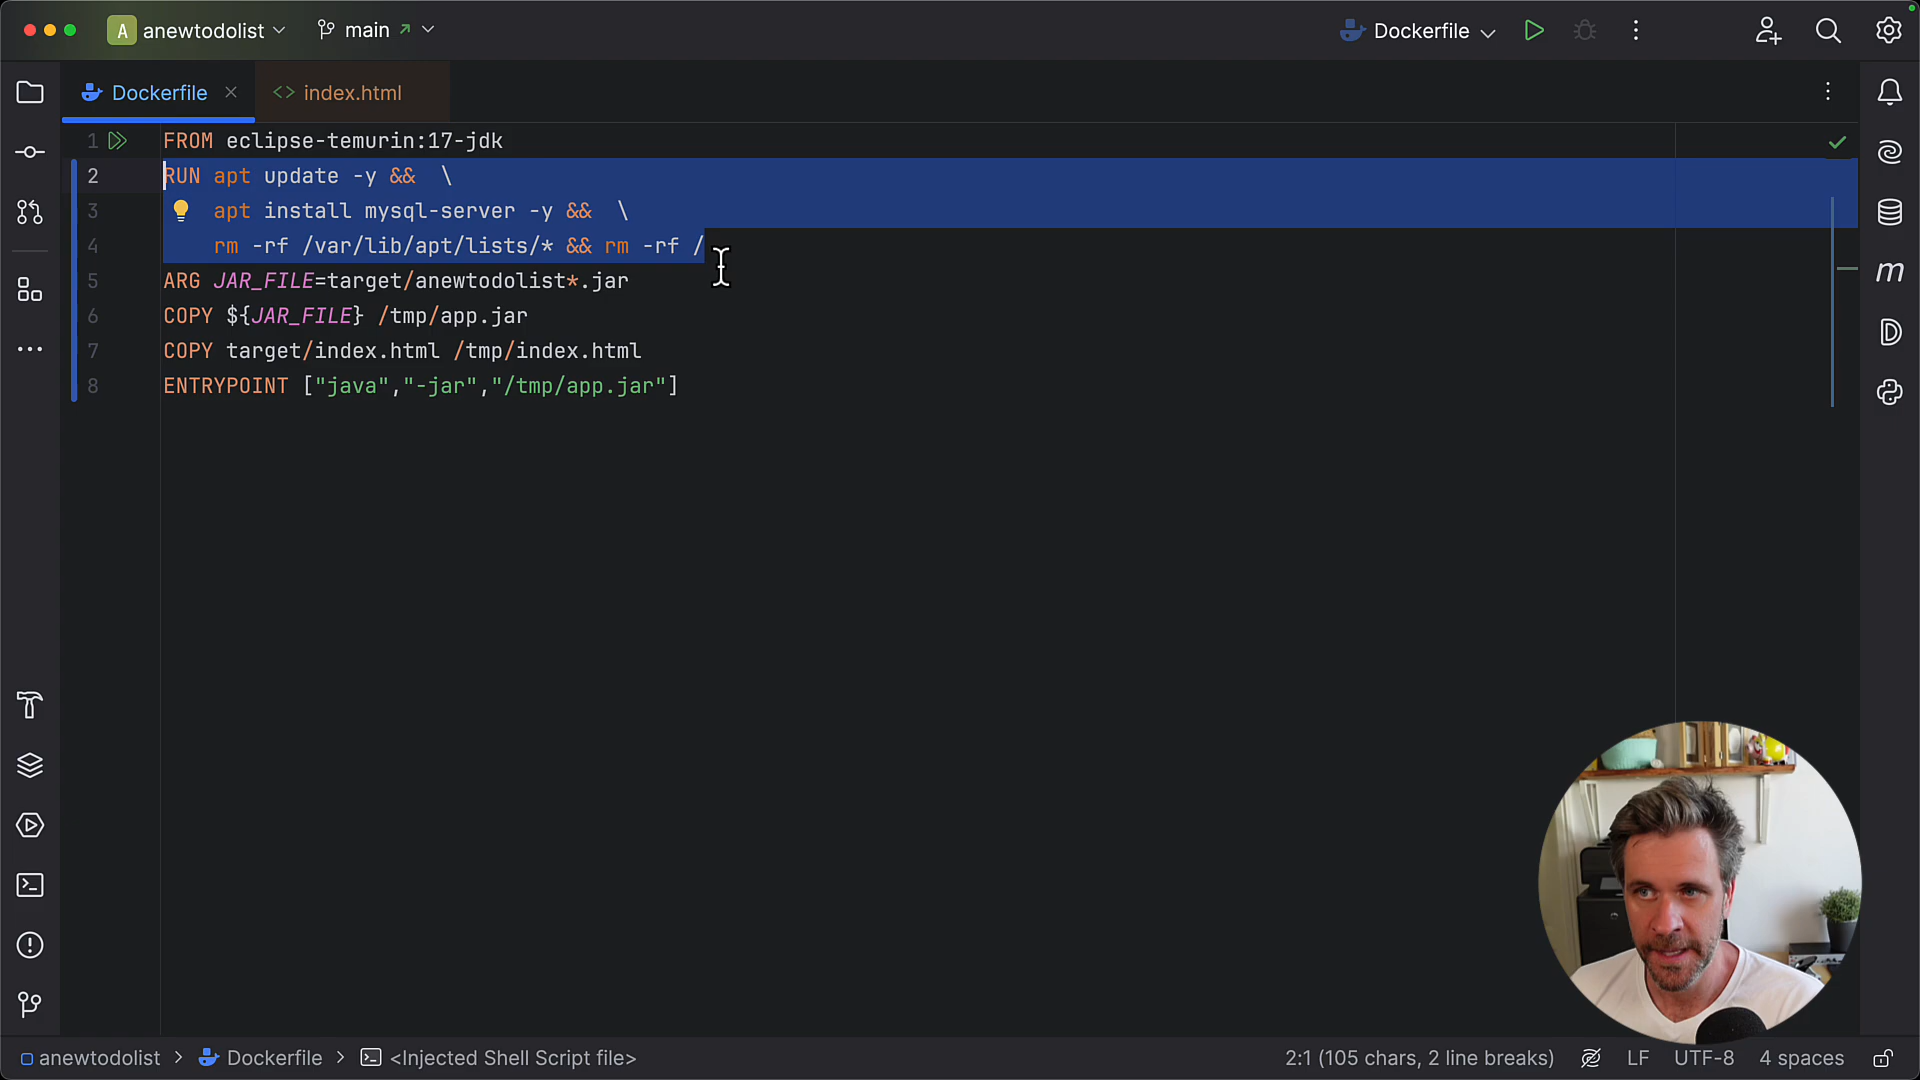 A anewtodolist main Dockerfile
Dockerfile index.html
1 FROM eclipse-temurin:17-jdk
2 RUN apt update -y &&  \
3     apt install mysql-server -y &&  \
4     rm -rf /var/lib/apt/lists/* && rm -rf /
5 ARG JAR_FILE=target/anewtodolist*.jar
6 COPY ${JAR_FILE} /tmp/app.jar
7 COPY target/index.html /tmp/index.html
8 ENTRYPOINT ["java","-jar","/tmp/app.jar"]
anewtodolist > Dockerfile > <Injected Shell Script file> 2:1 (105 chars, 2 line breaks) LF UTF-8 4 spaces